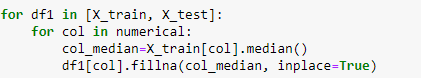 for df1 in [X_train, X_test]:
    for col in numerical:
        col_median=X_train[col].median()
        df1[col].fillna(col_median, inplace=True)